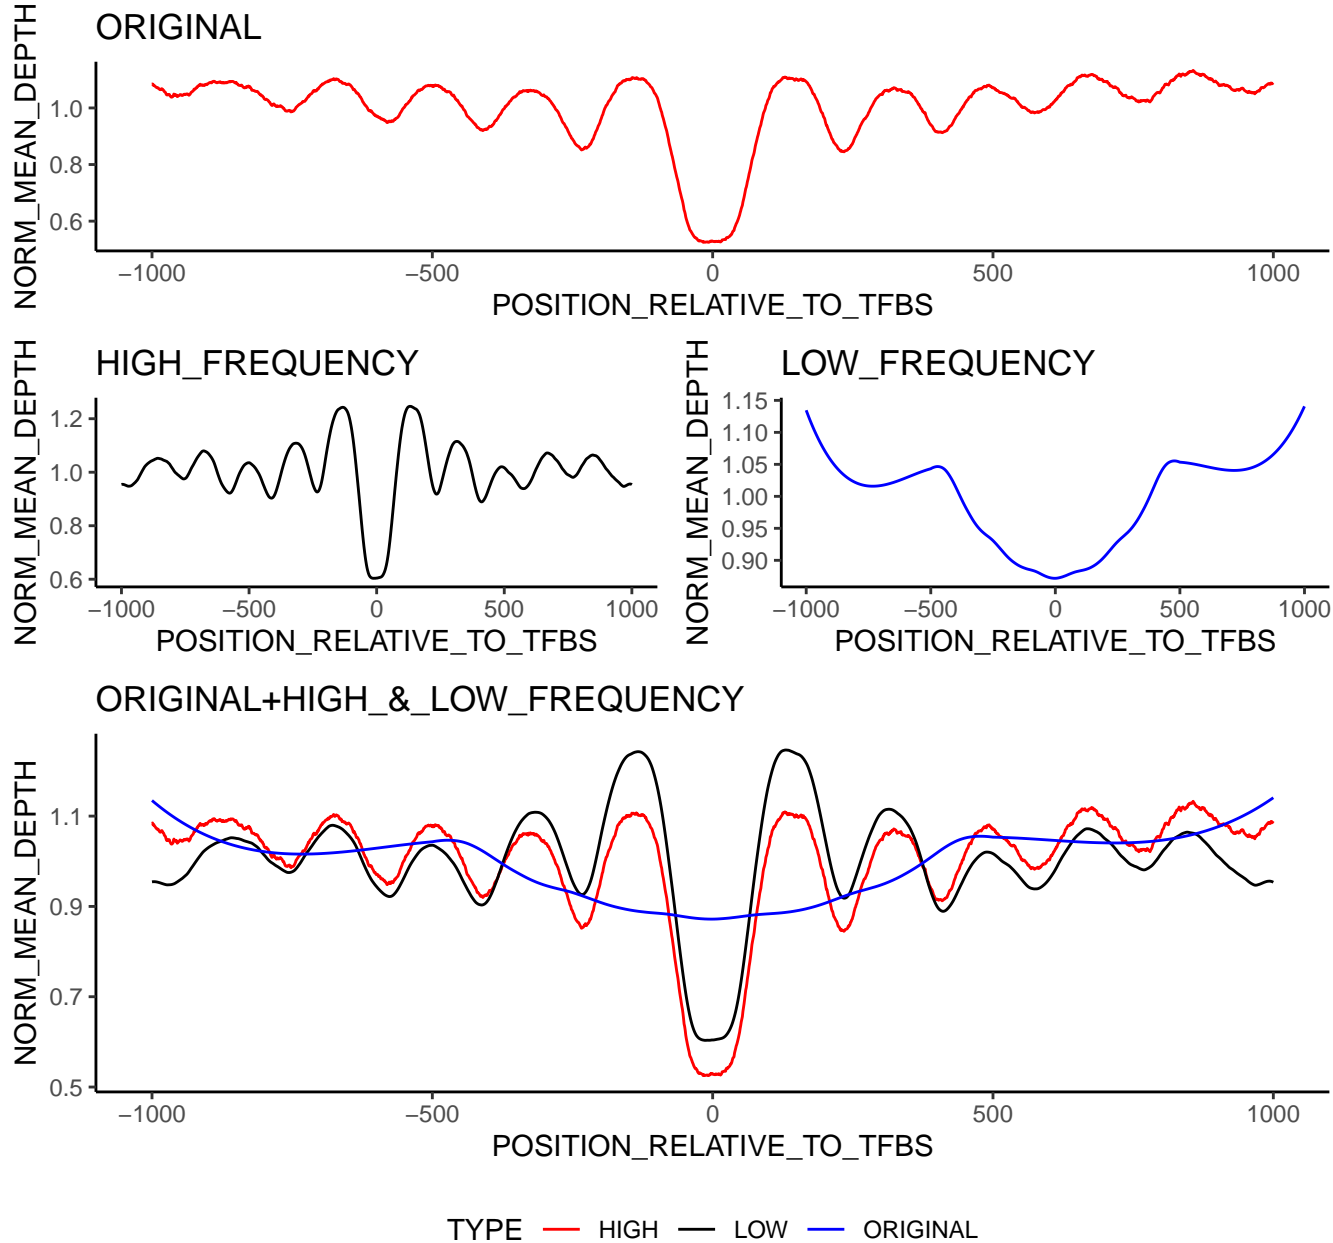 ORIGINAL
NORM_MEAN_DEPTH
1.0
0.8
0.6
−1000 −500 0 500 1000
POSITION_RELATIVE_TO_TFBS
HIGH_FREQUENCY
NORM_MEAN_DEPTH
1.2
1.0
0.8
0.6
−1000 −500 0 500 1000
POSITION_RELATIVE_TO_TFBS
LOW_FREQUENCY
NORM_MEAN_DEPTH
1.15
1.10
1.05
1.00
0.95
0.90
−1000 −500 0 500 1000
POSITION_RELATIVE_TO_TFBS
ORIGINAL+HIGH_&_LOW_FREQUENCY
NORM_MEAN_DEPTH
1.1
0.9
0.7
0.5
−1000 −500 0 500 1000
POSITION_RELATIVE_TO_TFBS
TYPE HIGH LOW ORIGINAL